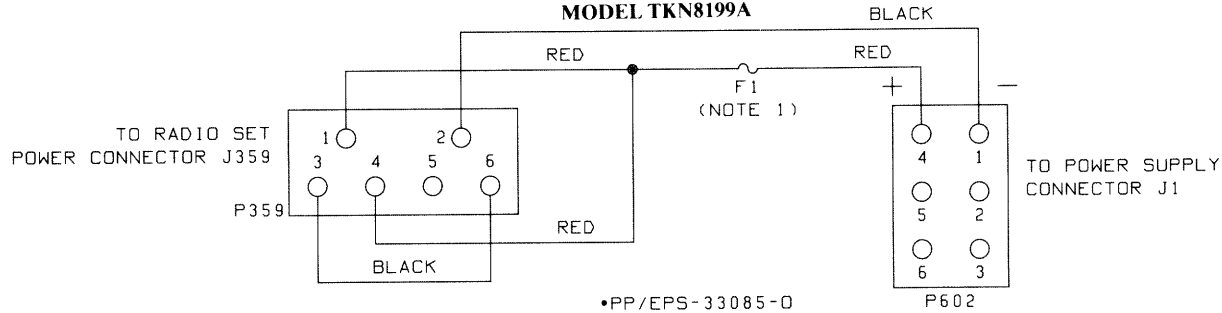 MODEL TKN8199A
BLACK
RED
RED
F1
(NOTE 1)
+ −
TO RADIO SET
POWER CONNECTOR J359
1 2
3 4 5 6
P359
RED
BLACK
4 1
5 2
6 3
TO POWER SUPPLY
CONNECTOR J1
P602
•PP/EPS-33085-O